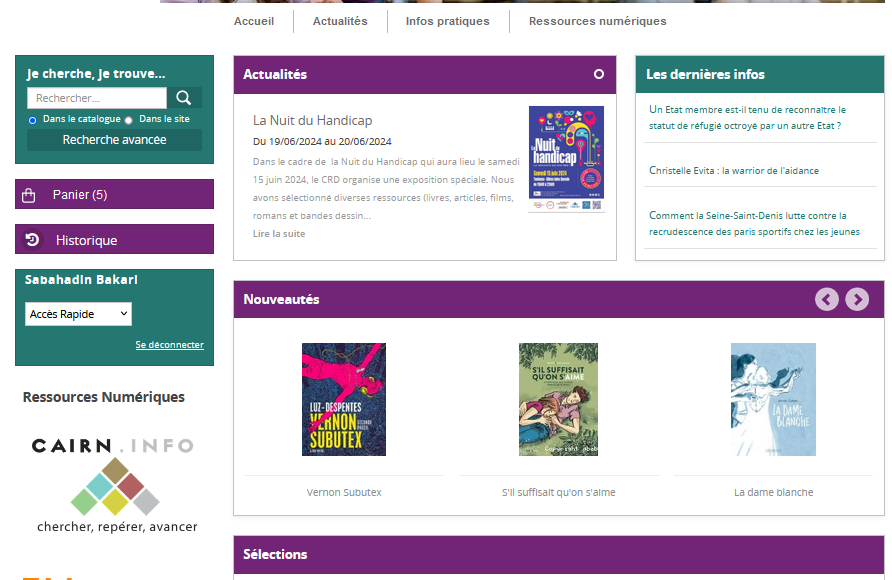 Accueil
Actualités
Infos pratiques
Ressources numériques
Je cherche, je trouve...
Rechercher...
Dans le catalogue
Dans le site
Recherche avancée
Panier (5)
Historique
Sabahadin Bakari
Accès Rapide
Se déconnecter
Ressources Numériques
CAIRN.INFO
chercher, repérer, avancer
Actualités
La Nuit du Handicap
Du 19/06/2024 au 20/06/2024
Dans le cadre de la Nuit du Handicap qui aura lieu le samedi
15 juin 2024, le CRD organise une exposition spéciale. Nous
avons sélectionné diverses ressources (livres, articles, films,
romans et bandes dessin...
Lire la suite
La Nuit du
handicap
Samedi 15 juin 2024
Les dernières infos
Un Etat membre est-il tenu de reconnaître le
statut de réfugié octroyé par un autre Etat ?
Christelle Evita : la warrior de l'aidance
Comment la Seine-Saint-Denis lutte contre la
recrudescence des paris sportifs chez les jeunes
Nouveautés
LUZ-DESPENTES
VERNON
SUBUTEX
S'IL SUFFISAIT
QU'ON S'AIME
LA DAME
BLANCHE
Vernon Subutex
S'il suffisait qu'on s'aime
La dame blanche
Sélections